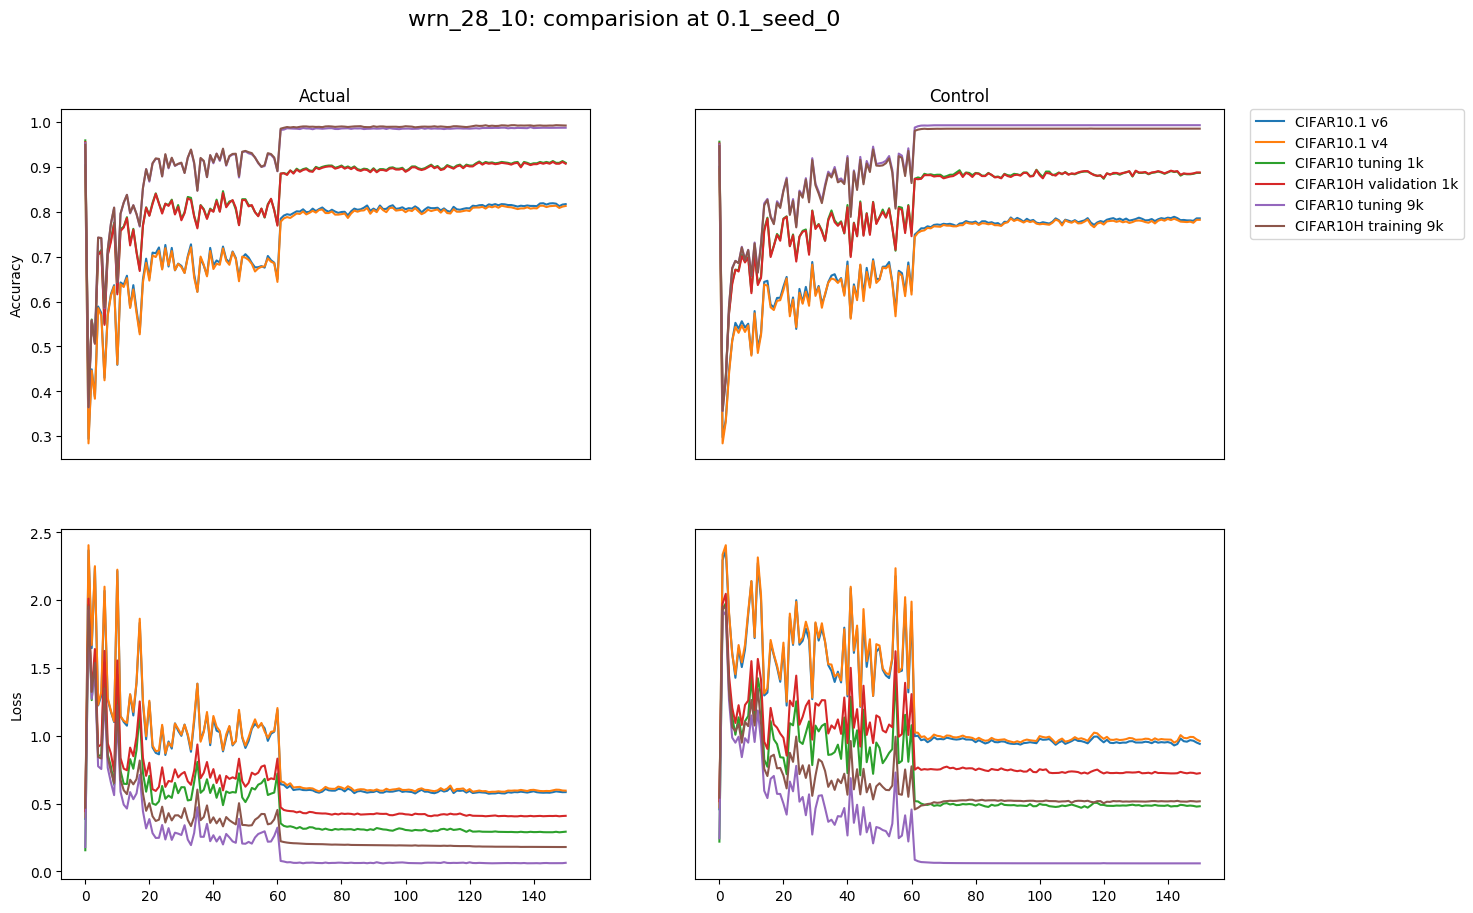 wrn_28_10: comparision at 0.1_seed_0
Actual
Control
1.0
0.9
0.8
0.7
0.6
0.5
0.4
0.3
Accuracy
CIFAR10.1 v6
CIFAR10.1 v4
CIFAR10 tuning 1k
CIFAR10H validation 1k
CIFAR10 tuning 9k
CIFAR10H training 9k
2.5
2.0
1.5
1.0
0.5
0.0
Loss
0 20 40 60 80 100 120 140
0 20 40 60 80 100 120 140